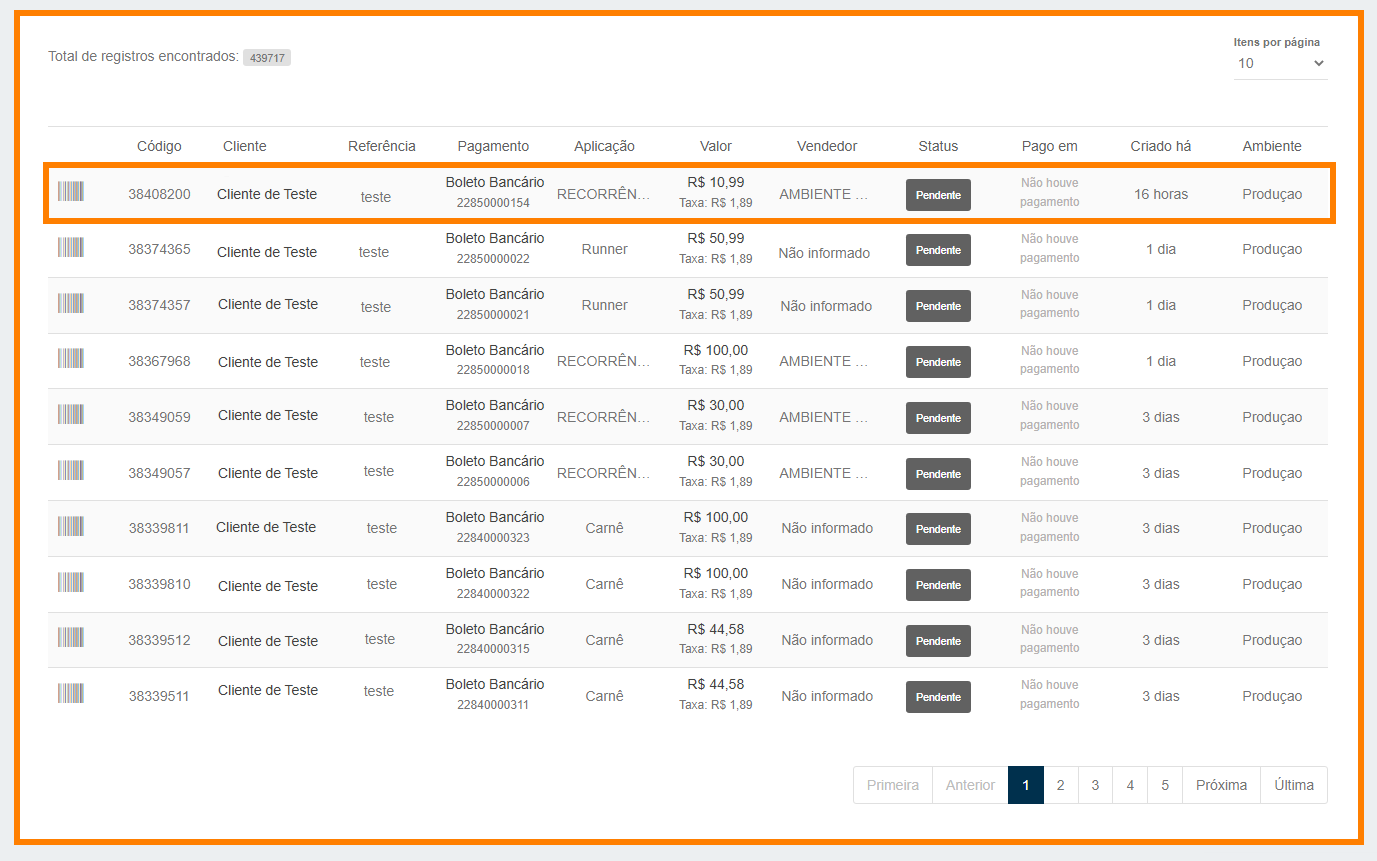 Itens por página
Total de registros encontrados: 439717
10
Código Cliente Referência Pagamento Aplicação Valor Vendedor Status Pago em Criado há Ambiente
38408200 Cliente de Teste teste Boleto Bancário 22850000154 RECORRÊN... R$ 10,99 Taxa: R$ 1,89 AMBIENTE ... Pendente Não houve pagamento 16 horas Produçao
38374365 Cliente de Teste teste Boleto Bancário 22850000022 Runner R$ 50,99 Taxa: R$ 1,89 Não informado Pendente Não houve pagamento 1 dia Produçao
38374357 Cliente de Teste teste Boleto Bancário 22850000021 Runner R$ 50,99 Taxa: R$ 1,89 Não informado Pendente Não houve pagamento 1 dia Produçao
38367968 Cliente de Teste teste Boleto Bancário 22850000018 RECORRÊN... R$ 100,00 Taxa: R$ 1,89 AMBIENTE ... Pendente Não houve pagamento 1 dia Produçao
38349059 Cliente de Teste teste Boleto Bancário 22850000007 RECORRÊN... R$ 30,00 Taxa: R$ 1,89 AMBIENTE ... Pendente Não houve pagamento 3 dias Produçao
38349057 Cliente de Teste teste Boleto Bancário 22850000006 RECORRÊN... R$ 30,00 Taxa: R$ 1,89 AMBIENTE ... Pendente Não houve pagamento 3 dias Produçao
38339811 Cliente de Teste teste Boleto Bancário 22840000323 Carnê R$ 100,00 Taxa: R$ 1,89 Não informado Pendente Não houve pagamento 3 dias Produçao
38339810 Cliente de Teste teste Boleto Bancário 22840000322 Carnê R$ 100,00 Taxa: R$ 1,89 Não informado Pendente Não houve pagamento 3 dias Produçao
38339512 Cliente de Teste teste Boleto Bancário 22840000315 Carnê R$ 44,58 Taxa: R$ 1,89 Não informado Pendente Não houve pagamento 3 dias Produçao
38339511 Cliente de Teste teste Boleto Bancário 22840000311 Carnê R$ 44,58 Taxa: R$ 1,89 Não informado Pendente Não houve pagamento 3 dias Produçao
Primeira Anterior 1 2 3 4 5 Próxima Última